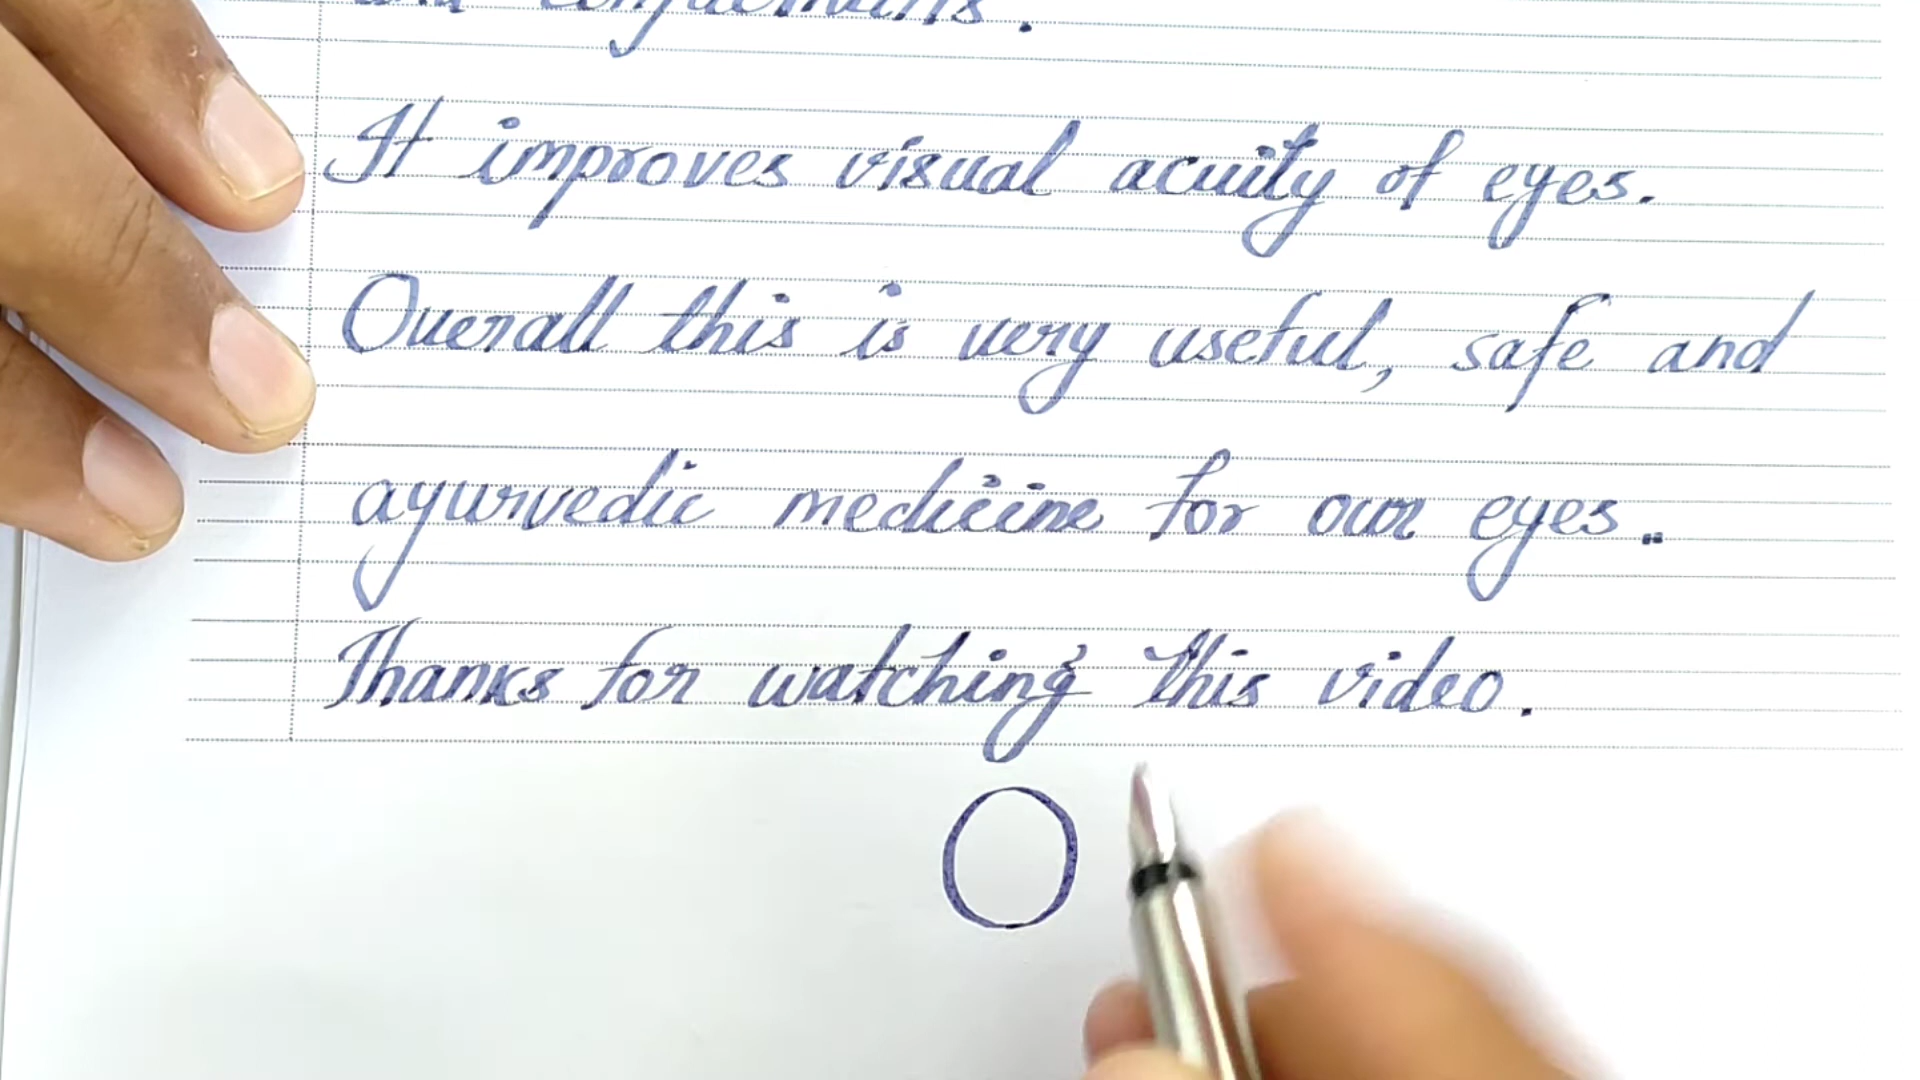 It improves visual acuity of eyes.
Overall this is very useful, safe and
ayurvedic medicine for our eyes..
Thanks for watching this video.